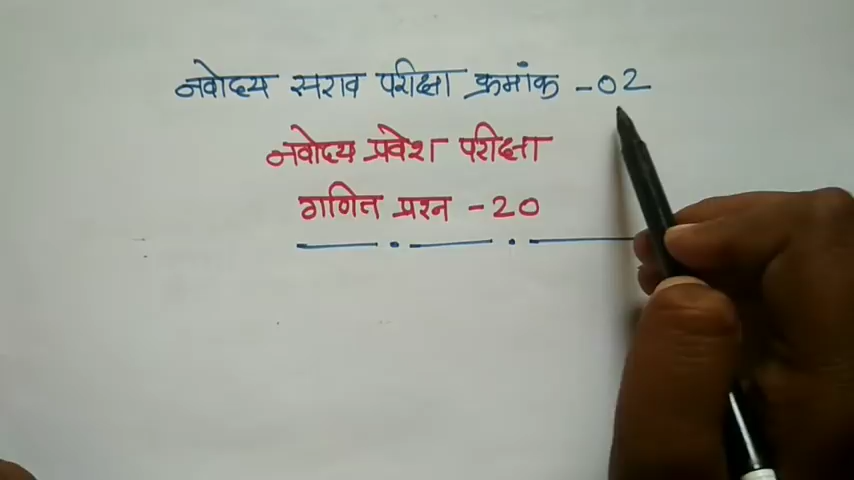 नवोदय सराव परीक्षा क्रमांक -02
नवोदय प्रवेश परीक्षा
गणित प्रश्न -20